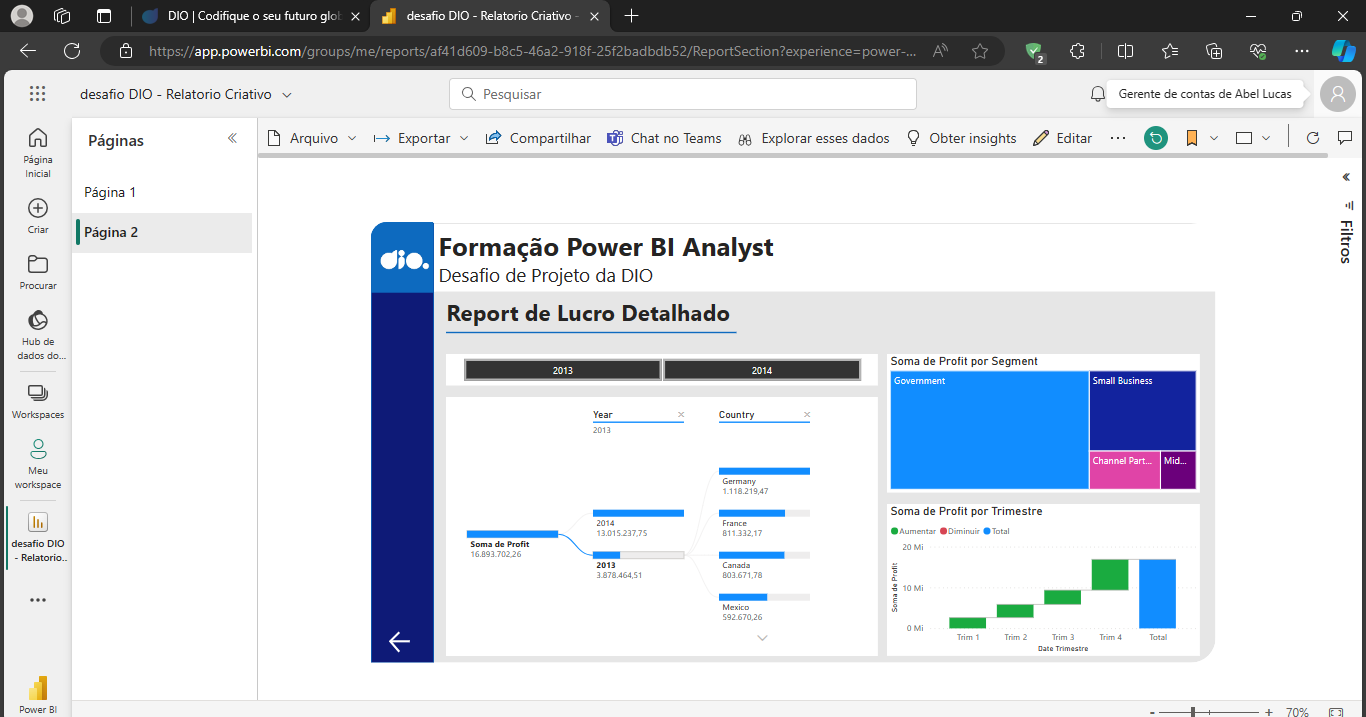 DIO | Codifique o seu futuro glob
desafio DIO - Relatorio Criativo -
https://app.powerbi.com/groups/me/reports/af41d609-b8c5-46a2-918f-25f2badbdb52/ReportSection?experience=power-...
2
desafio DIO - Relatorio Criativo
Pesquisar
Gerente de contas de Abel Lucas
Página Inicial
Criar
Procurar
Hub de
dados do...
Workspaces
Meu
workspace
desafio DIO
- Relatorio..
Power BI
Páginas
Página 1
Página 2
Arquivo
Exportar
Compartilhar
Chat no Teams
Explorar esses dados
Obter insights
Editar
Filtros
dio.
Formação Power BI Analyst
Desafio de Projeto da DIO
Report de Lucro Detalhado
2013
2014
Year
2013
Country
Soma de Profit
16.893.702,26
2014
13.015.237,75
2013
3.878.464,51
Germany
1.118.219,47
France
811.332,17
Canada
803.671,78
Mexico
592.670,26
Soma de Profit por Segment
Government
Small Business
Channel Part...
Mid...
Soma de Profit por Trimestre
Aumentar Diminuir Total
20 Mi
10 Mi
0 Mi
Soma de Profit
Trim 1 Trim 2 Trim 3 Trim 4 Total
Date Trimestre
- + 70%